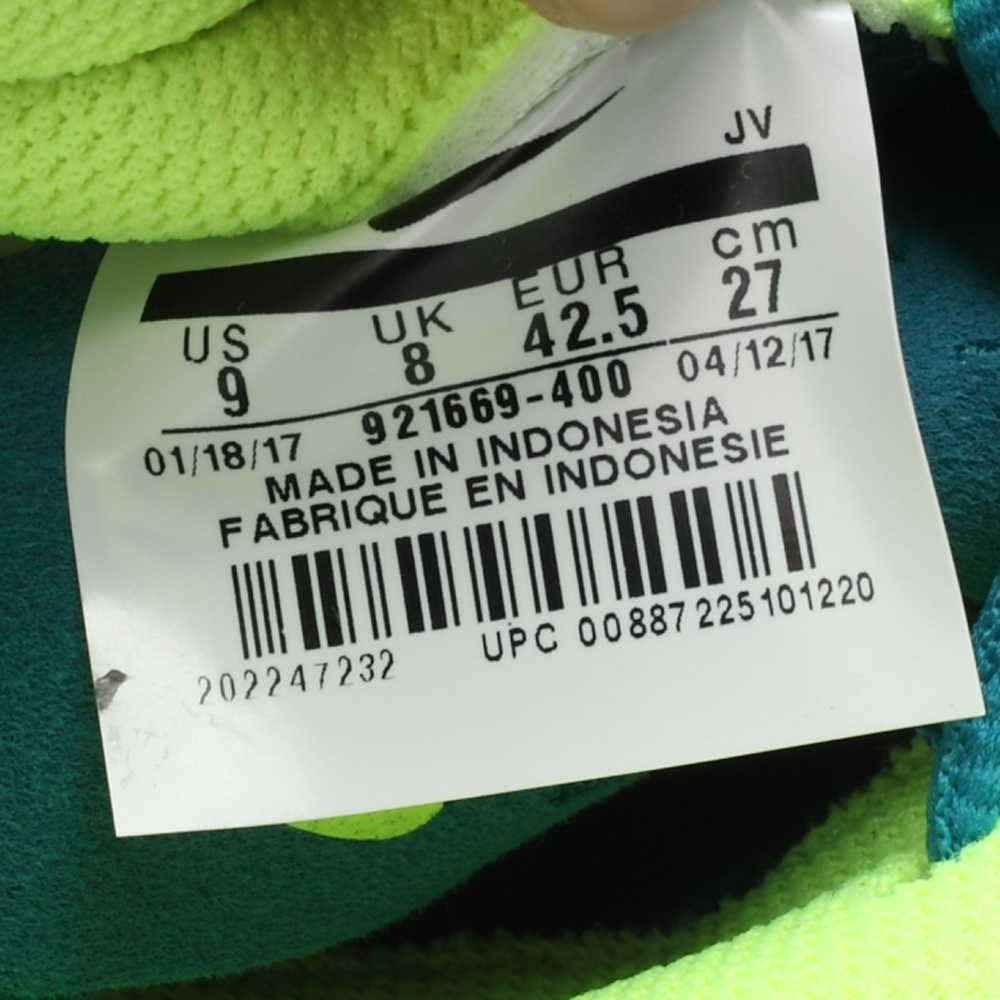 JV
US UK EUR cm
9 8 42.5 27
01/18/17 921669-400 04/12/17
MADE IN INDONESIA
FABRIQUE EN INDONESIE
202247232 UPC 00887225101220